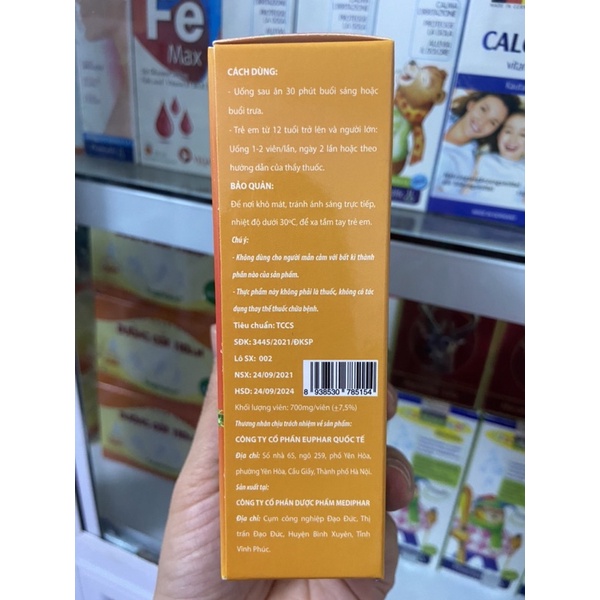 Fe
Max
CALCI
CÁCH DÙNG:
- Uống sau ăn 30 phút buổi sáng hoặc
buổi trưa.
- Trẻ em từ 12 tuổi trở lên và người lớn:
Uống 1-2 viên/lần, ngày 2 lần hoặc theo
hướng dẫn của thầy thuốc.
BẢO QUẢN:
Để nơi khô mát, tránh ánh sáng trực tiếp,
nhiệt độ dưới 30ºC, để xa tầm tay trẻ em.
Chú ý:
- Không dùng cho người mẫn cảm với bất kì thành
phần nào của sản phẩm.
- Thực phẩm này không phải là thuốc, không có tác
dụng thay thế thuốc chữa bệnh.
Tiêu chuẩn: TCCS
SĐK: 3445/2021/ĐKSP
Lô SX: 002
NSX: 24/09/2021
HSD: 24/09/2024
8 938530 785154
Khối lượng viên: 700mg/viên (±7,5%)
Thương nhân chịu trách nhiệm về sản phẩm:
CÔNG TY CỔ PHẦN EUPHAR QUỐC TẾ
Địa chỉ: Số nhà 65, ngõ 259, phố Yên Hòa,
phường Yên Hòa, Cầu Giấy, Thành phố Hà Nội.
Sản xuất tại:
CÔNG TY CỔ PHẦN DƯỢC PHẨM MEDIPHAR
Địa chỉ: Cụm công nghiệp Đạo Đức, Thị
trấn Đạo Đức, Huyện Bình Xuyên, Tỉnh
Vĩnh Phúc.